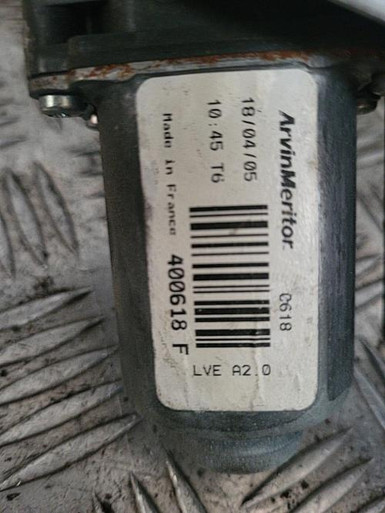 ArvinMeritor.
C618
18/04/05
10:45 T6
Made in France
400618 F
LVE A2.0